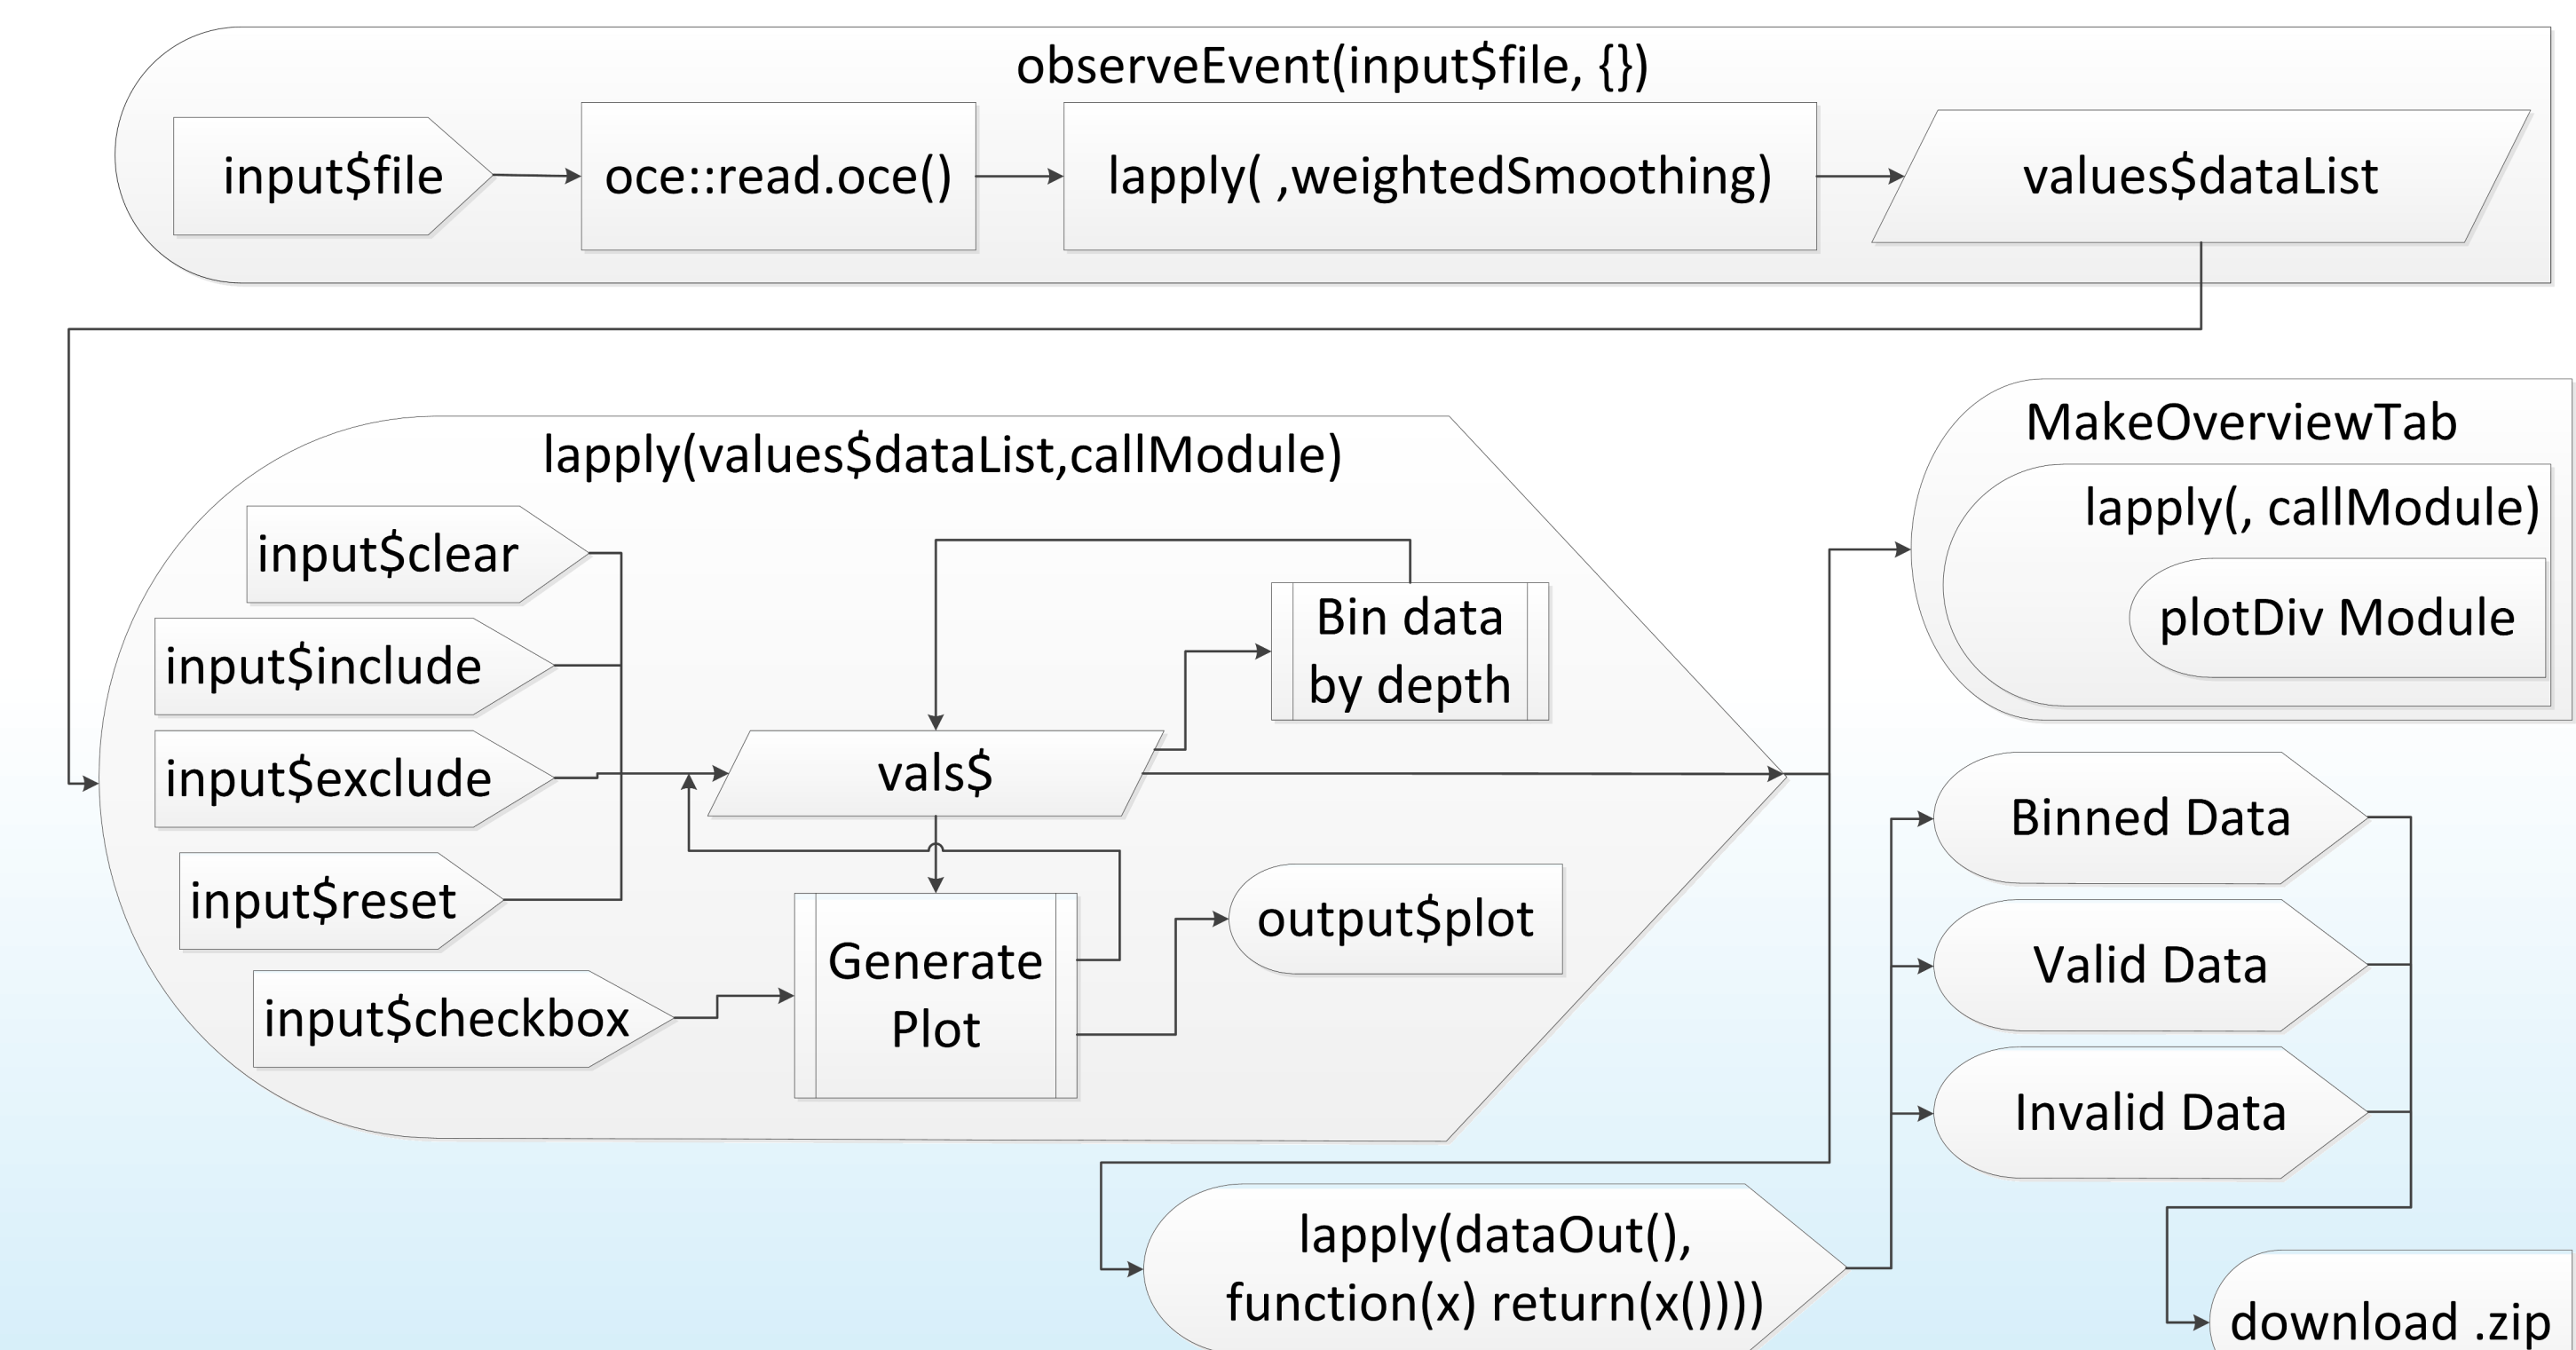 observeEvent(input$file, {})
input$file
oce::read.oce()
lapply( ,weightedSmoothing)
values$dataList
lapply(values$dataList,callModule)
input$clear
input$include
input$exclude
input$reset
input$checkbox
vals$
Bin data
by depth
Generate
Plot
output$plot
MakeOverviewTab
lapply(, callModule)
plotDiv Module
Binned Data
Valid Data
Invalid Data
lapply(dataOut(),
function(x) return(x())))
download .zip